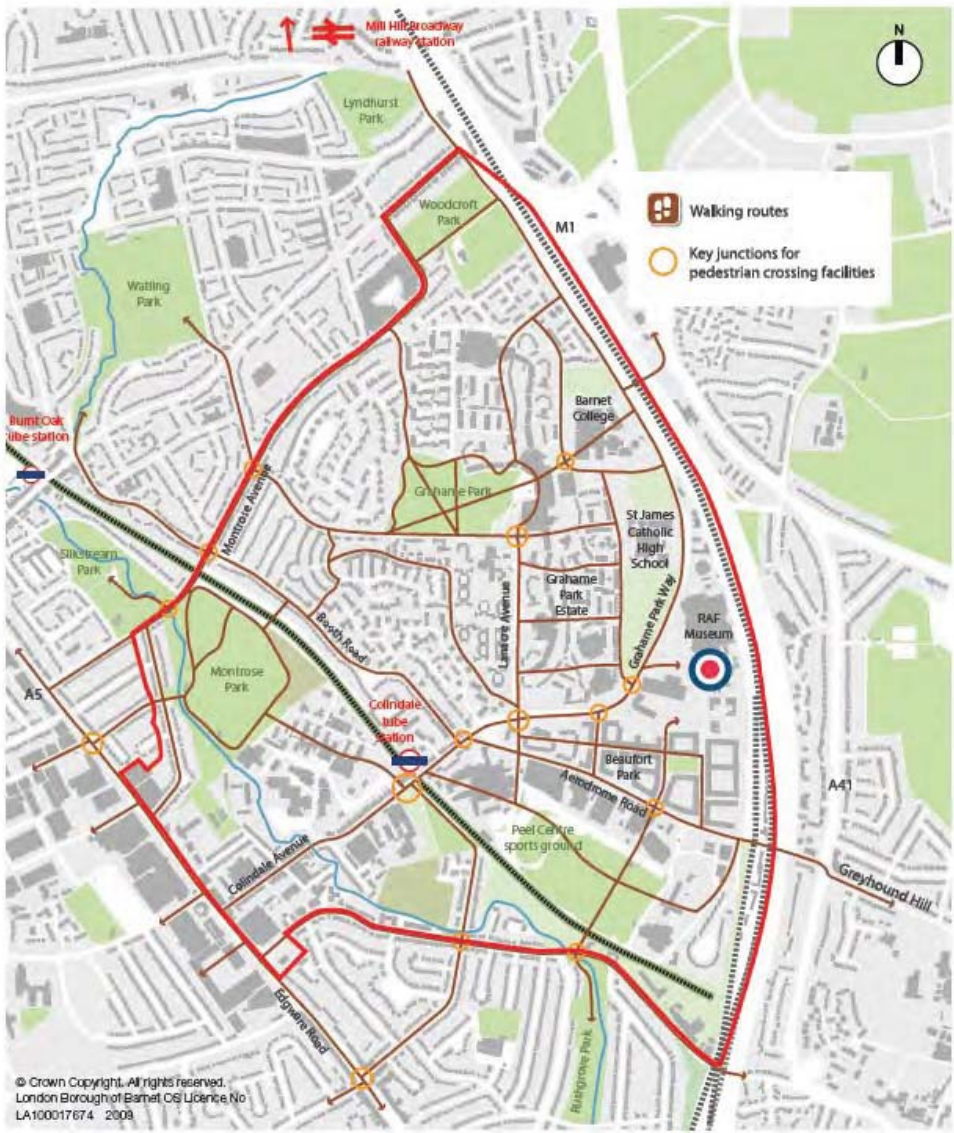 Mill Hill Broadway
railway station
N
Lyndhurst
Park
Woodcroft
Park
M1
Walking routes
Key junctions for
pedestrian crossing facilities
Watling
Park
Barnet
College
Burnt Oak
tube station
Montrose Avenue
Grahame Park
St James
Catholic
High
School
Silkstream
Park
Grahame
Park
Estate
Lanacre Avenue
Booth Road
Grahame Park Way
RAF
Museum
Montrose
Park
A5
Colindale
tube
station
Beaufort
Park
Aerodrome Road
A41
Peel Centre
sports ground
Colindale Avenue
Greyhound Hill
Edgware Road
Rushgrove Park
© Crown Copyright. All rights reserved.
London Borough of Barnet OS Licence No
LA100017674 2009